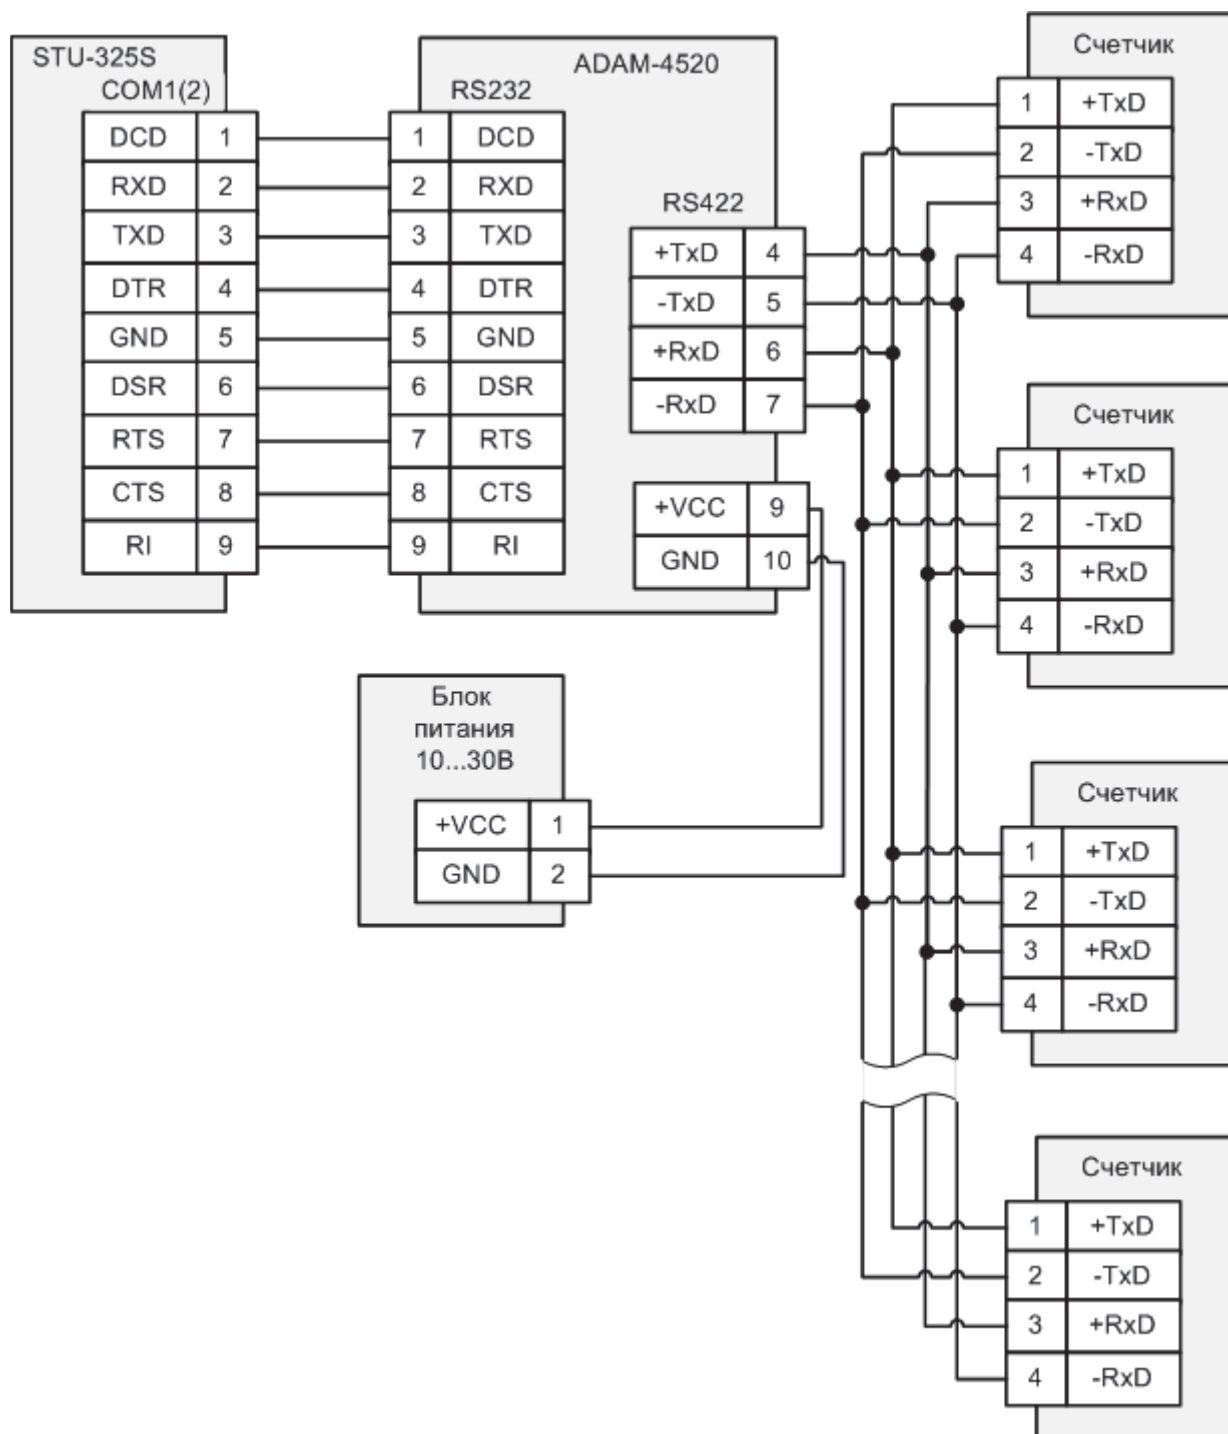 STU-325S
COM1(2)
DCD 1
RXD 2
TXD 3
DTR 4
GND 5
DSR 6
RTS 7
CTS 8
RI 9
ADAM-4520
RS232
1 DCD
2 RXD
3 TXD
4 DTR
5 GND
6 DSR
7 RTS
8 CTS
9 RI
RS422
+TxD 4
-TxD 5
+RxD 6
-RxD 7
+VCC 9
GND 10
Блок
питания
10...30В
+VCC 1
GND 2
Счетчик
1 +TxD
2 -TxD
3 +RxD
4 -RxD
Счетчик
1 +TxD
2 -TxD
3 +RxD
4 -RxD
Счетчик
1 +TxD
2 -TxD
3 +RxD
4 -RxD
Счетчик
1 +TxD
2 -TxD
3 +RxD
4 -RxD